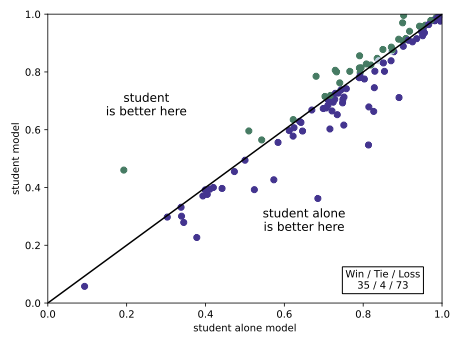 1.0
0.8
0.6
0.4
0.2
0.0
student model
student
is better here
student alone
is better here
Win / Tie / Loss
35 / 4 / 73
0.0 0.2 0.4 0.6 0.8 1.0
student alone model